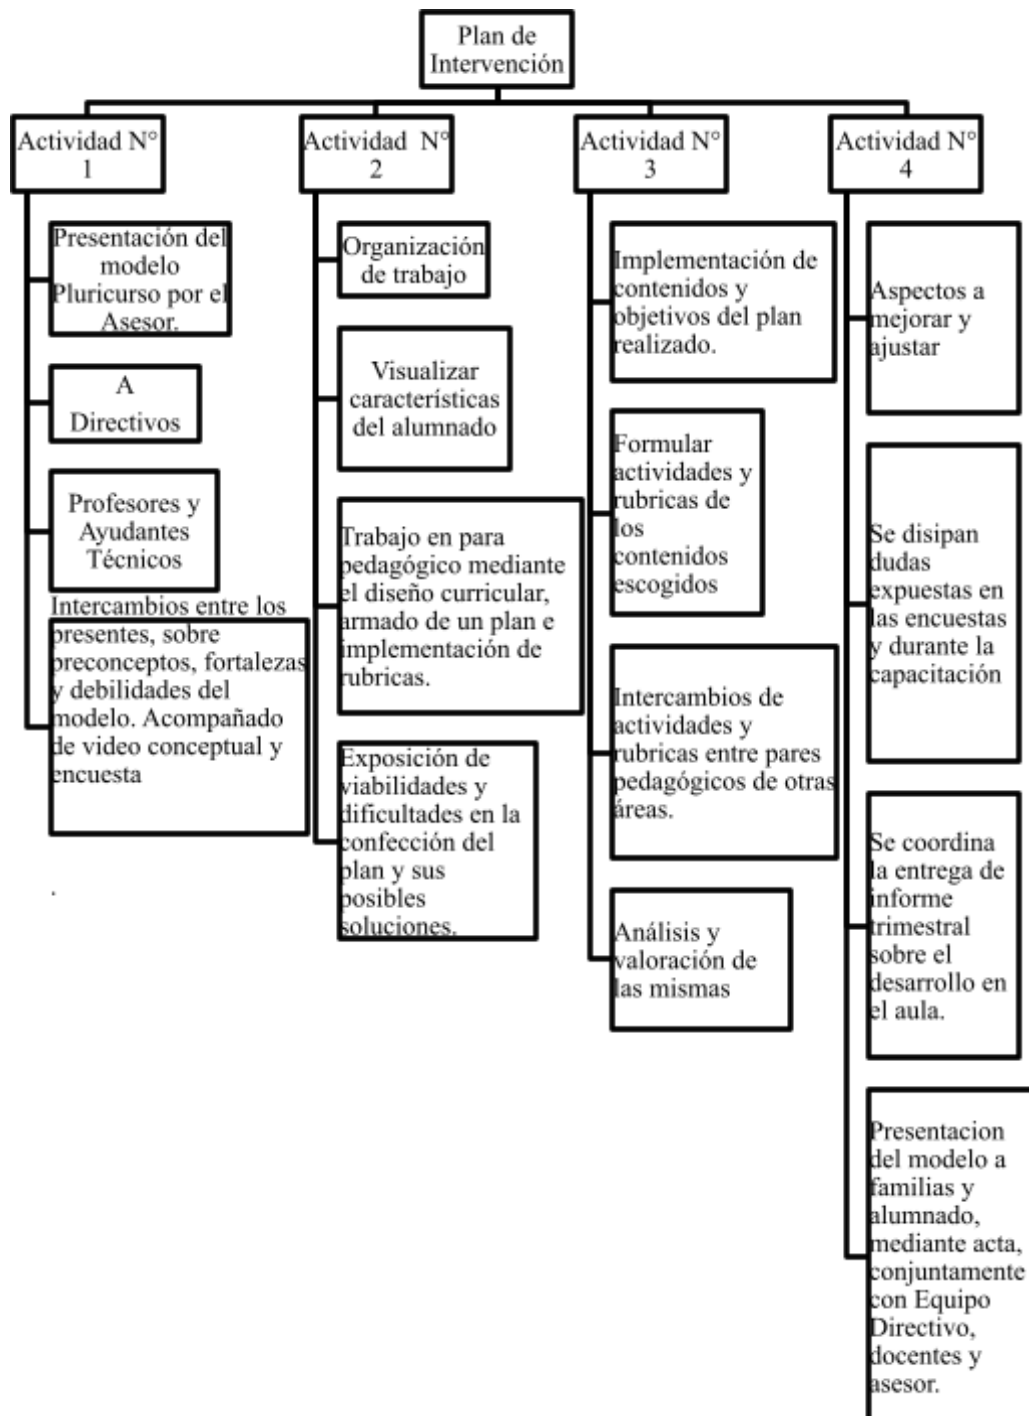 Plan de
Intervención
Actividad N°
1
Presentación del
modelo
Pluricurso por el
Asesor.
A
Directivos
Profesores y
Ayudantes
Técnicos
Intercambios entre los
presentes, sobre
preconceptos, fortalezas
y debilidades del
modelo. Acompañado
de video conceptual y
encuesta
.
Actividad N°
2
Organización
de trabajo
Visualizar
características
del alumnado
Trabajo en para
pedagógico mediante
el diseño curricular,
armado de un plan e
implementación de
rubricas.
Exposición de
viabilidades y
dificultades en la
confección del
plan y sus
posibles
soluciones.
Actividad N°
3
Implementación de
contenidos y
objetivos del plan
realizado.
Formular
actividades y
rubricas de
los
contenidos
escogidos
Intercambios de
actividades y
rubricas entre pares
pedagógicos de otras
áreas.
Análisis y
valoración de
las mismas
Actividad N°
4
Aspectos a
mejorar y
ajustar
Se disipan
dudas
expuestas en
las encuestas
y durante la
capacitación
Se coordina
la entrega de
informe
trimestral
sobre el
desarrollo en
el aula.
Presentacion
del modelo a
familias y
alumnado,
mediante acta,
conjuntamente
con Equipo
Directivo,
docentes y
asesor.